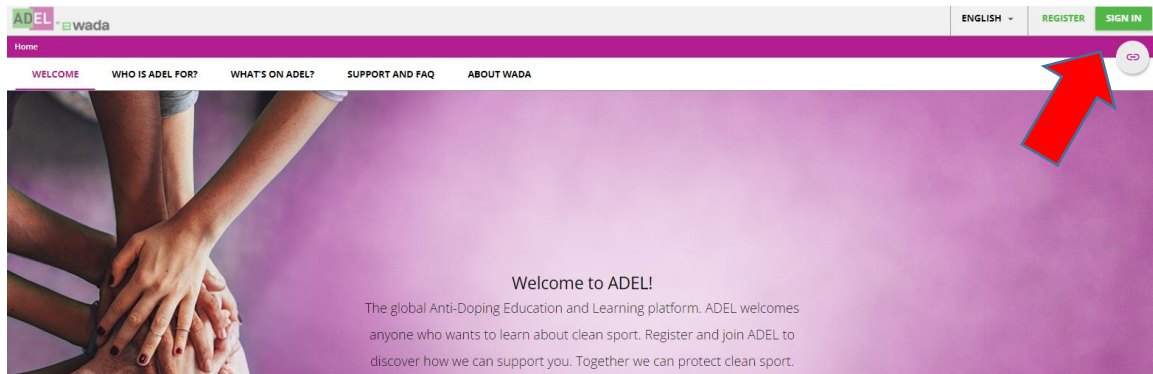 ADEL by wada
ENGLISH REGISTER SIGN IN
Home
WELCOME WHO IS ADEL FOR? WHAT'S ON ADEL? SUPPORT AND FAQ ABOUT WADA
Welcome to ADEL!
The global Anti-Doping Education and Learning platform. ADEL welcomes
anyone who wants to learn about clean sport. Register and join ADEL to
discover how we can support you. Together we can protect clean sport.